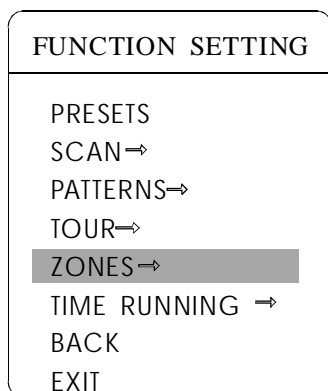 FUNCTION SETTING
PRESETS
SCAN⇒
PATTERNS⇒
TOUR⇒
ZONES⇒
TIME RUNNING ⇒
BACK
EXIT